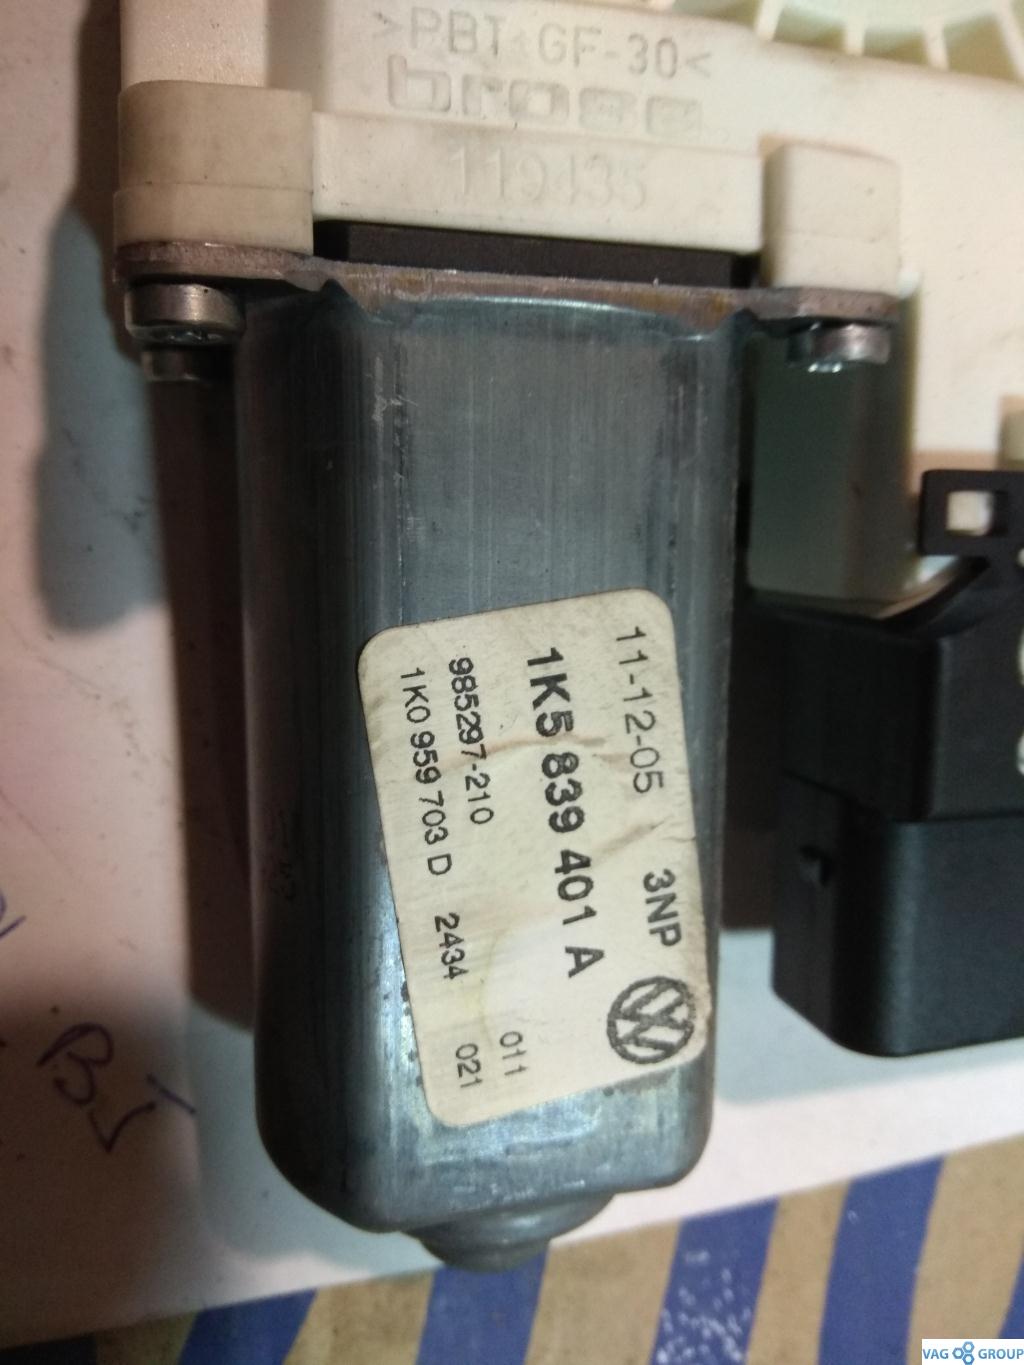 >PBT GF-30<
brose
119435
11-12-05 3NP
1K5 839 401 A
985297-210 011
1K0 959 703 D 2434 021
VAG GROUP